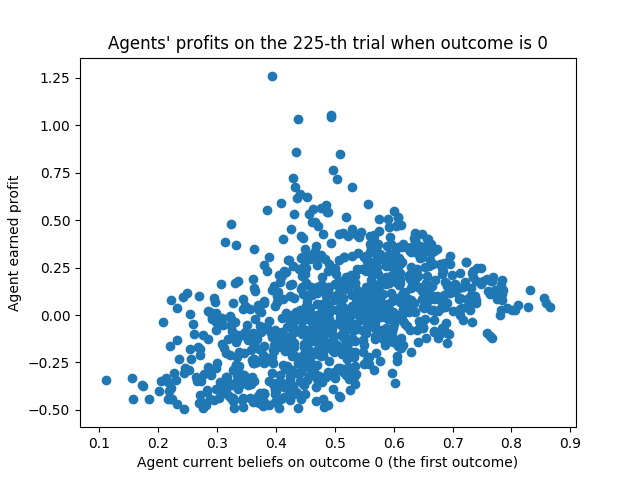 Agents' profits on the 225-th trial when outcome is 0
1.25
1.00
0.75
0.50
0.25
0.00
−0.25
−0.50
Agent earned profit
0.1 0.2 0.3 0.4 0.5 0.6 0.7 0.8 0.9
Agent current beliefs on outcome 0 (the first outcome)